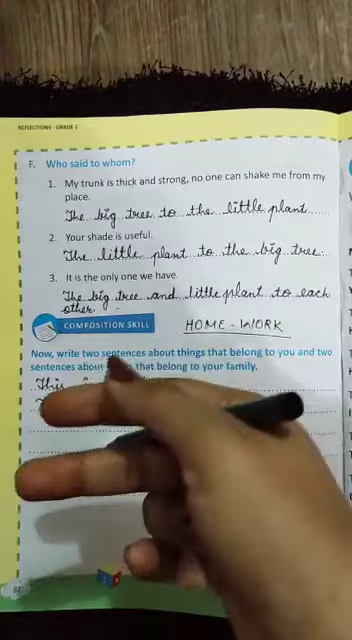 REFLECTIONS - GRADE 1
F. Who said to whom?
1. My trunk is thick and strong, no one can shake me from my
place.
The big tree to the little plant
2. Your shade is useful.
The little plant to the big tree.
3. It is the only one we have.
The big tree and little plant to each
other.
COMPOSITION SKILL HOME-WORK
Now, write two sentences about things that belong to you and two
sentences about that belong to your family.
This
82